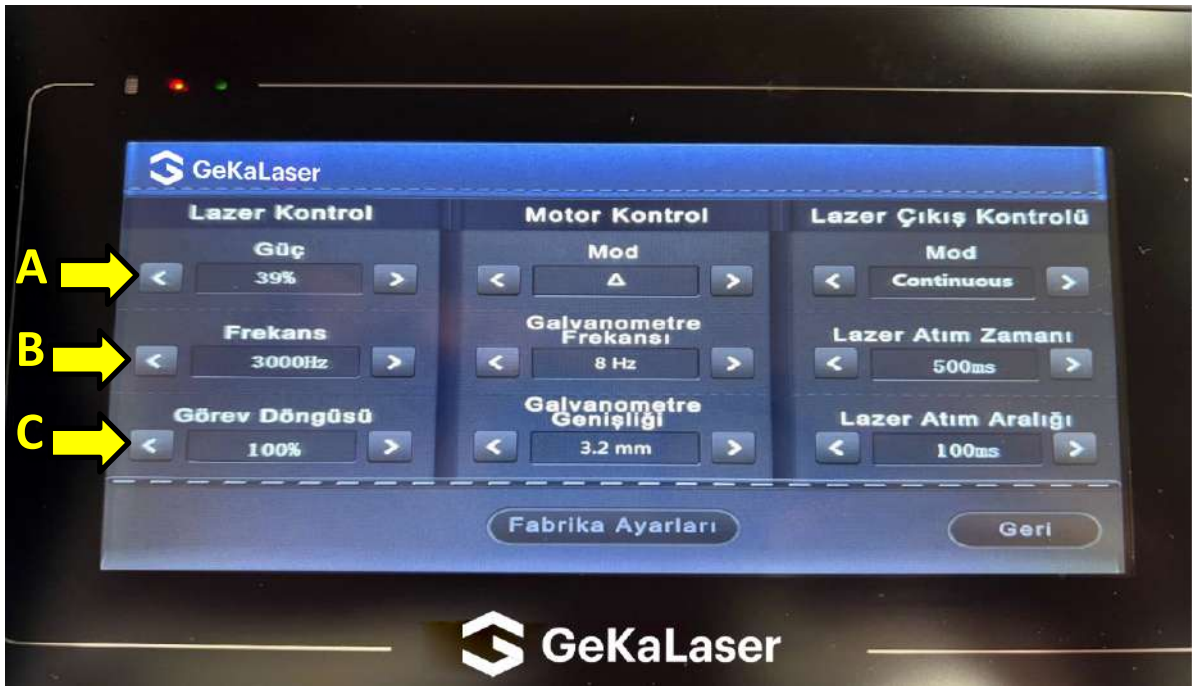 GeKaLaser
Lazer Kontrol
Motor Kontrol
Lazer Çıkış Kontrolü
Güç
Mod
Mod
A
< 39% >
< Δ >
< Continuous >
Frekans
Galvanometre
Frekansı
Lazer Atım Zamanı
B
< 3000Hz >
< 8 Hz >
< 500ms >
Görev Döngüsü
Galvanometre
Genişliği
Lazer Atım Aralığı
C
< 100% >
< 3.2 mm >
< 100ms >
Fabrika Ayarları
Geri
GeKaLaser